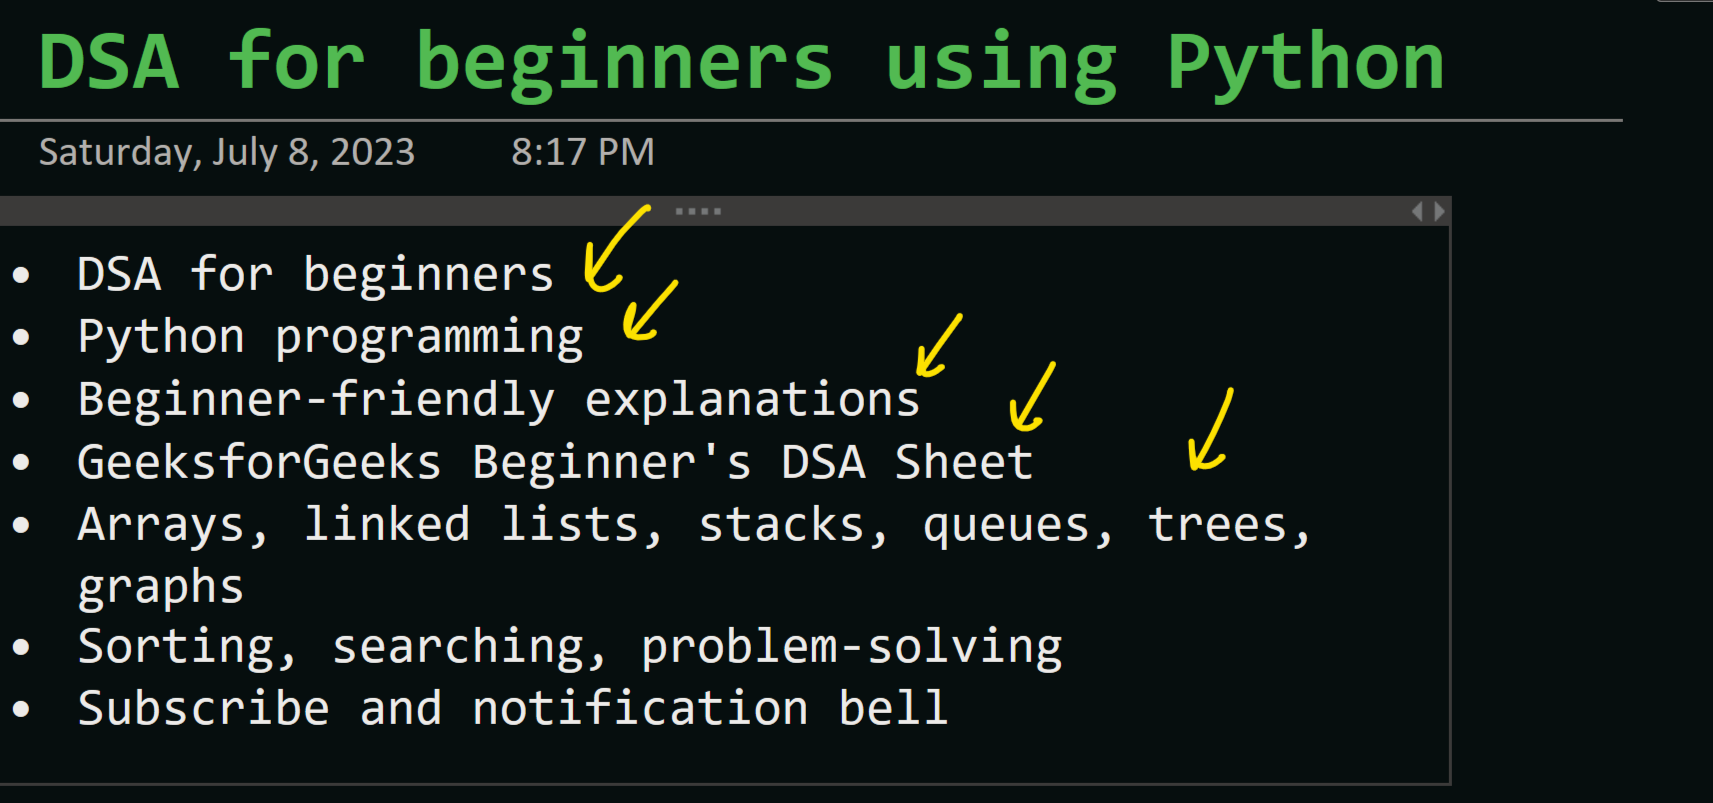 DSA for beginners using Python
Saturday, July 8, 2023 8:17 PM
• DSA for beginners
• Python programming
• Beginner-friendly explanations
• GeeksforGeeks Beginner's DSA Sheet
• Arrays, linked lists, stacks, queues, trees,
graphs
• Sorting, searching, problem-solving
• Subscribe and notification bell